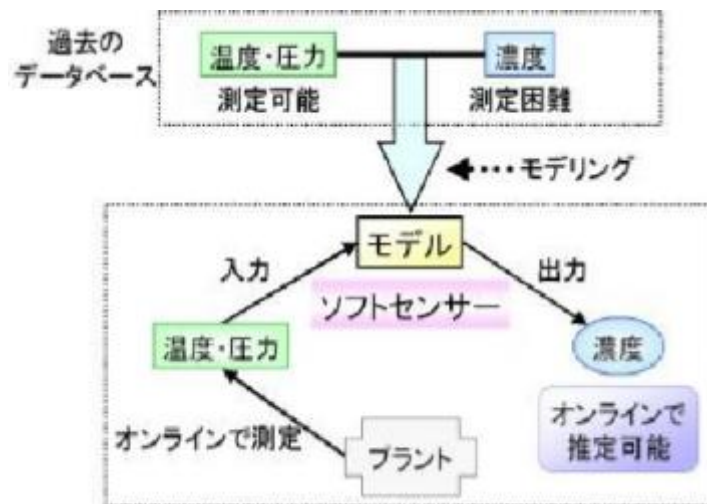 過去の
データベース
温度・圧力
濃度
測定可能
測定困難
モデリング
モデル
入力
出力
ソフトセンサー
温度・圧力
濃度
オンラインで測定
プラント
オンラインで
推定可能